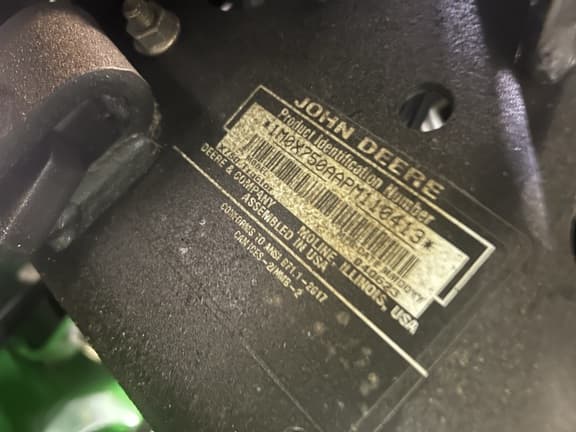 JOHN DEERE
Product Identification Number
*1M0X750AAPM110413*
DEERE & COMPANY MOLINE, ILLINOIS, USA
ASSEMBLED IN USA
CONFORMS TO ANSI B71.1-2017
CAN ICES-2/NMB-2